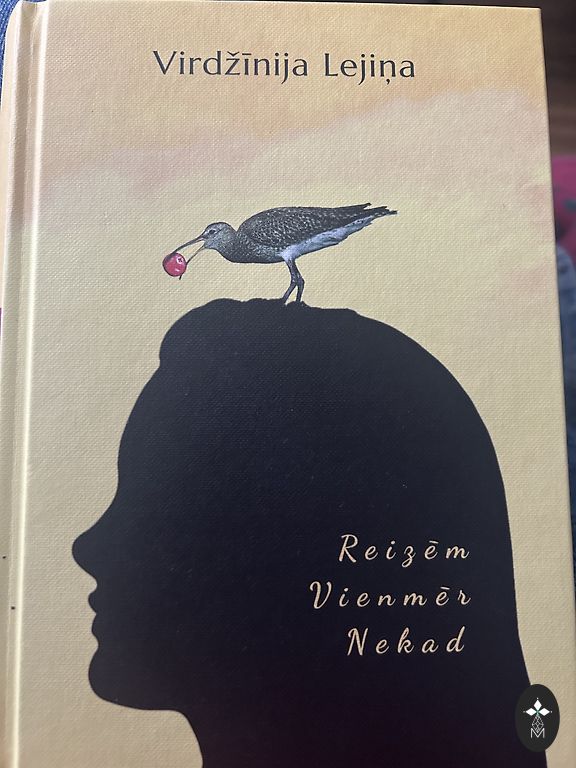 Virdžīnija Lejiņa
Reizēm
Vienmēr
Nekad
M